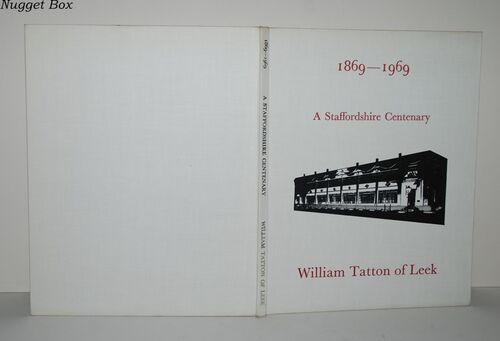 Nugget Box
1869—1969 A STAFFORDSHIRE CENTENARY WILLIAM TATTON OF LEEK
1869—1969
A Staffordshire Centenary
William Tatton of Leek